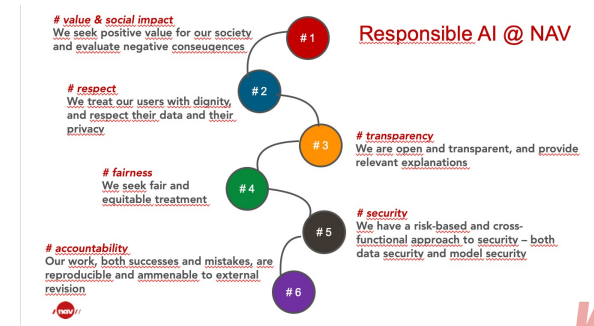 # value & social impact
We seek positive value for our society
and evaluate negative conseuqences
# 1
Responsible AI @ NAV
# 2
# respect
We treat our users with dignity,
and respect their data and their
privacy
# 3
# transparency
We are open and transparent, and provide
relevant explanations
# fairness
We seek fair and
equitable treatment
# 4
# 5
# security
We have a risk-based and cross-
functional approach to security – both
data security and model security
# accountability
Our work, both successes and mistakes, are
reproducible and ammenable to external
revision
# 6
nav